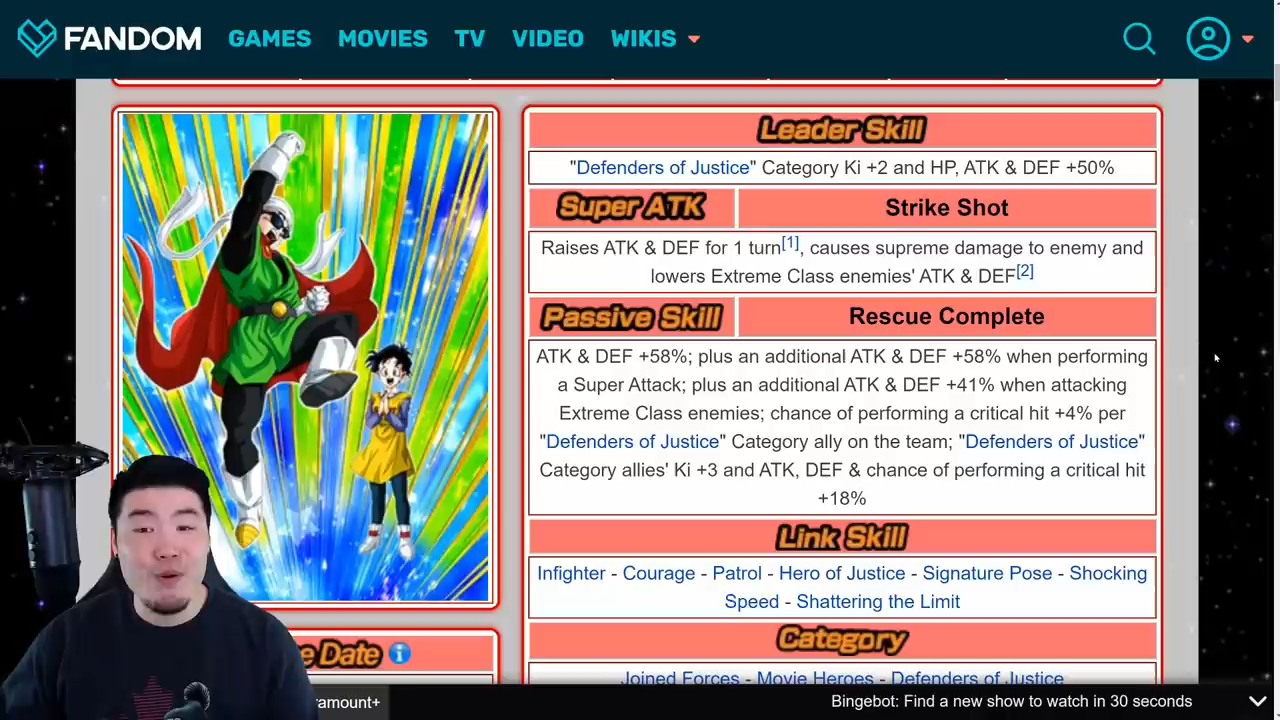 FANDOM GAMES MOVIES TV VIDEO WIKIS
Leader Skill
"Defenders of Justice" Category Ki +2 and HP, ATK & DEF +50%
Super ATK Strike Shot
Raises ATK & DEF for 1 turn[1], causes supreme damage to enemy and
lowers Extreme Class enemies' ATK & DEF[2]
Passive Skill Rescue Complete
ATK & DEF +58%; plus an additional ATK & DEF +58% when performing
a Super Attack; plus an additional ATK & DEF +41% when attacking
Extreme Class enemies; chance of performing a critical hit +4% per
"Defenders of Justice" Category ally on the team; "Defenders of Justice"
Category allies' Ki +3 and ATK, DEF & chance of performing a critical hit
+18%
Link Skill
Infighter - Courage - Patrol - Hero of Justice - Signature Pose - Shocking
Speed - Shattering the Limit
Category
Joined Forces - Movie Heroes - Defenders of Justice
e Date
ramount+
Bingebot: Find a new show to watch in 30 seconds